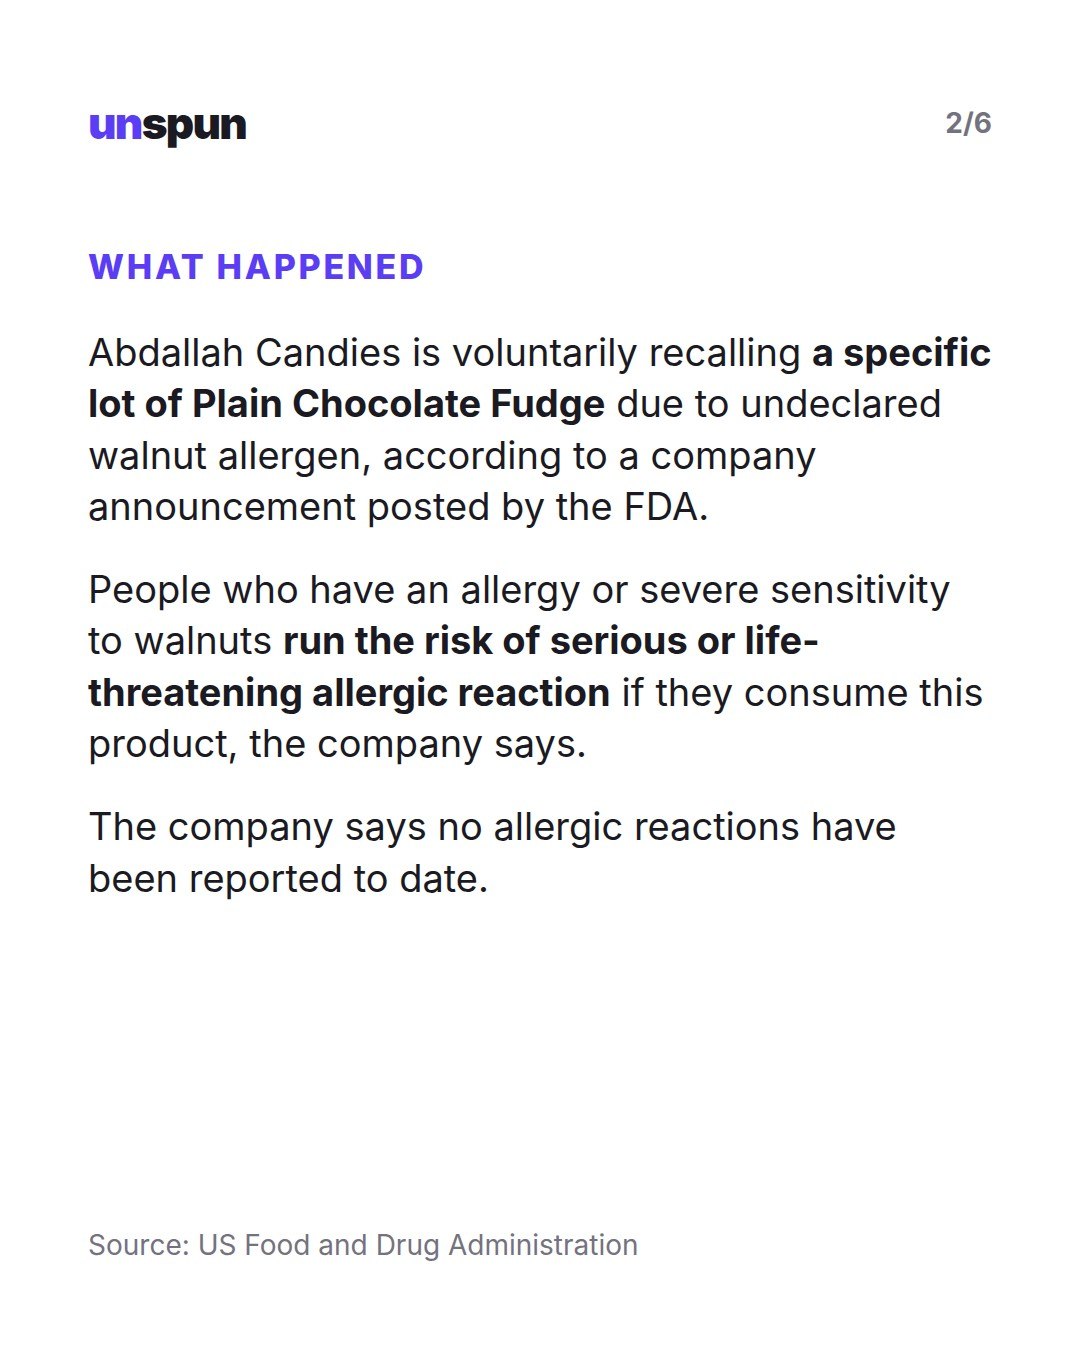 unspun
2/6
WHAT HAPPENED
Abdallah Candies is voluntarily recalling a specific
lot of Plain Chocolate Fudge due to undeclared
walnut allergen, according to a company
announcement posted by the FDA.
People who have an allergy or severe sensitivity
to walnuts run the risk of serious or life-
threatening allergic reaction if they consume this
product, the company says.
The company says no allergic reactions have
been reported to date.
Source: US Food and Drug Administration